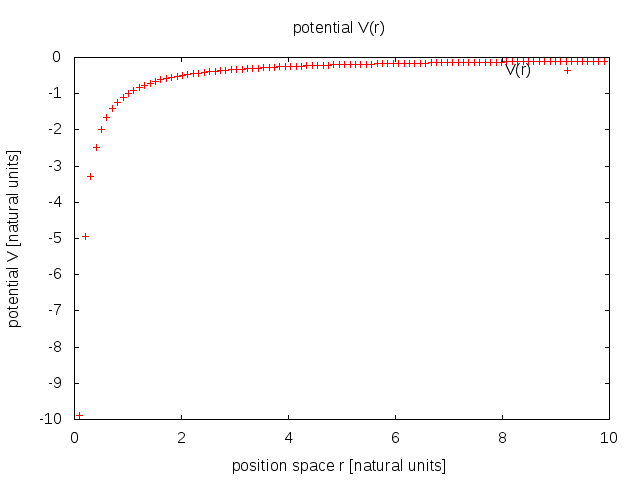 potential V(r)
0
-1
-2
-3
-4
-5
-6
-7
-8
-9
-10
potential V [natural units]
V(r)
0 2 4 6 8 10
position space r [natural units]